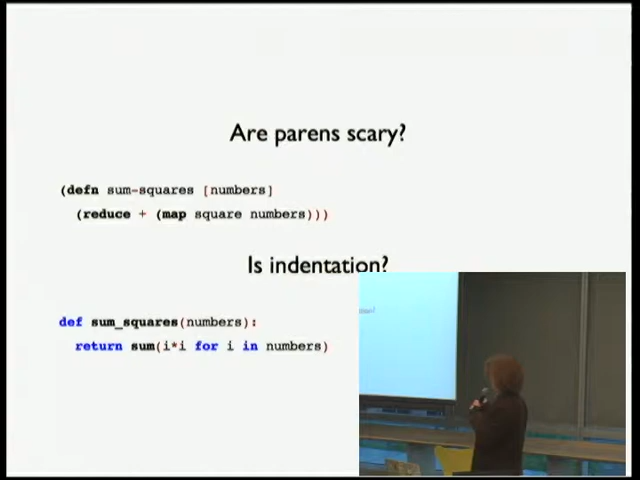 Are parens scary?
(defn sum-squares [numbers]
  (reduce + (map square numbers)))
Is indentation?
def sum_squares(numbers):
  return sum(i*i for i in numbers)